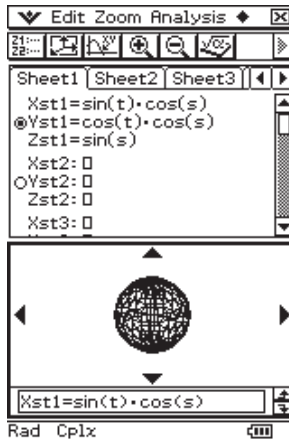 Edit Zoom Analysis ◆
Sheet1 Sheet2 Sheet3
Xst1=sin(t)·cos(s)
Yst1=cos(t)·cos(s)
Zst1=sin(s)
Xst2:□
Yst2:□
Zst2:□
Xst3:□
Xst1=sin(t)·cos(s)
Rad Cplx